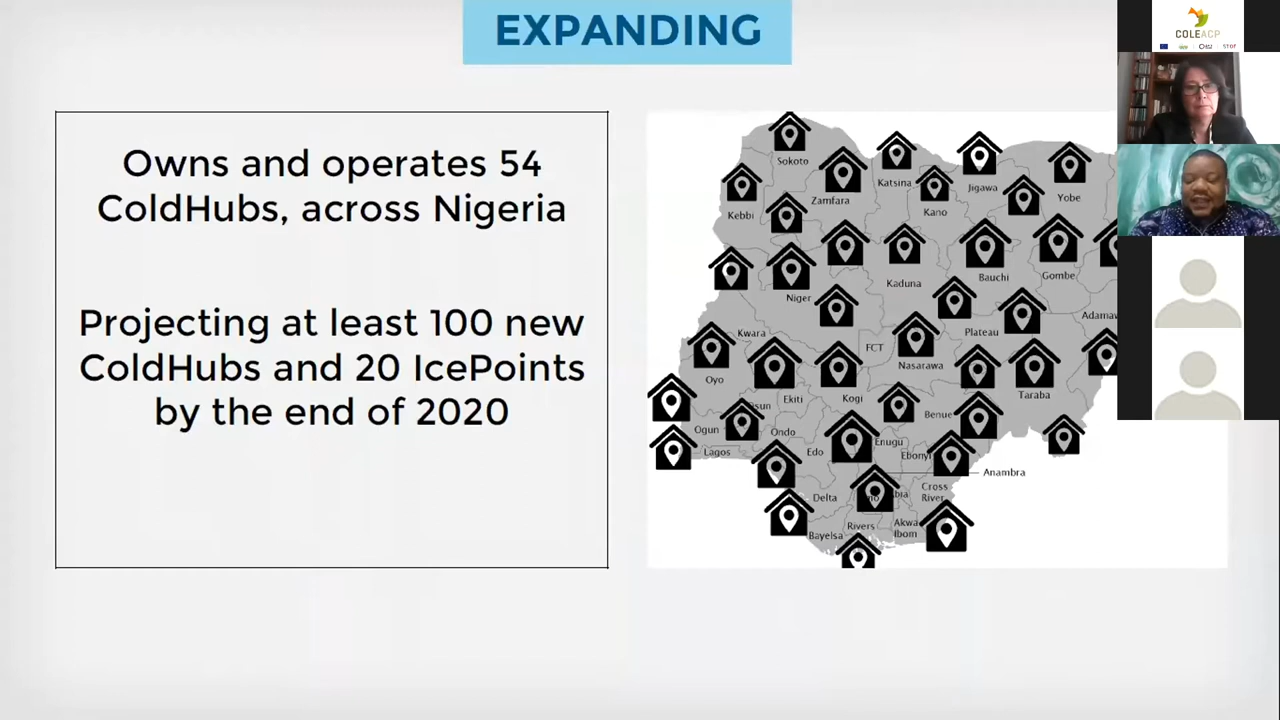 EXPANDING
Owns and operates 54
ColdHubs, across Nigeria
Projecting at least 100 new
ColdHubs and 20 IcePoints
by the end of 2020
Sokoto
Katsina
Jigawa
Yobe
Kebbi
Zamfara
Kano
Niger
Kaduna
Bauchi
Gombe
Adamaw
Kwara
Plateau
FCT
Nasarawa
Oyo
Ekiti
Kogi
Taraba
Benue
Ogun
Ondo
Enugu
Lagos
Edo
Ebonyi
Anambra
Delta
Cross
River
Rivers
Akwa
Ibom
Bayelsa
COLEACP